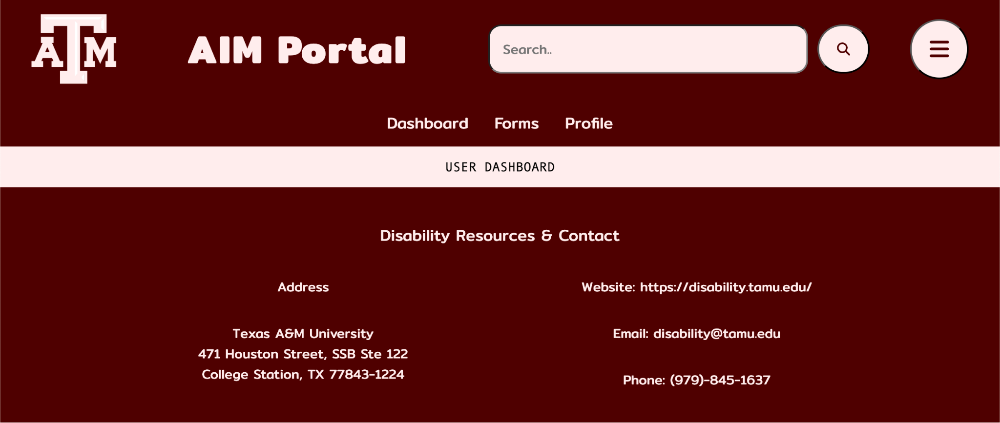 ATM
AIM Portal
Search..
Dashboard Forms Profile
USER DASHBOARD
Disability Resources & Contact
Address
Texas A&M University
471 Houston Street, SSB Ste 122
College Station, TX 77843-1224
Website: https://disability.tamu.edu/
Email: disability@tamu.edu
Phone: (979)-845-1637